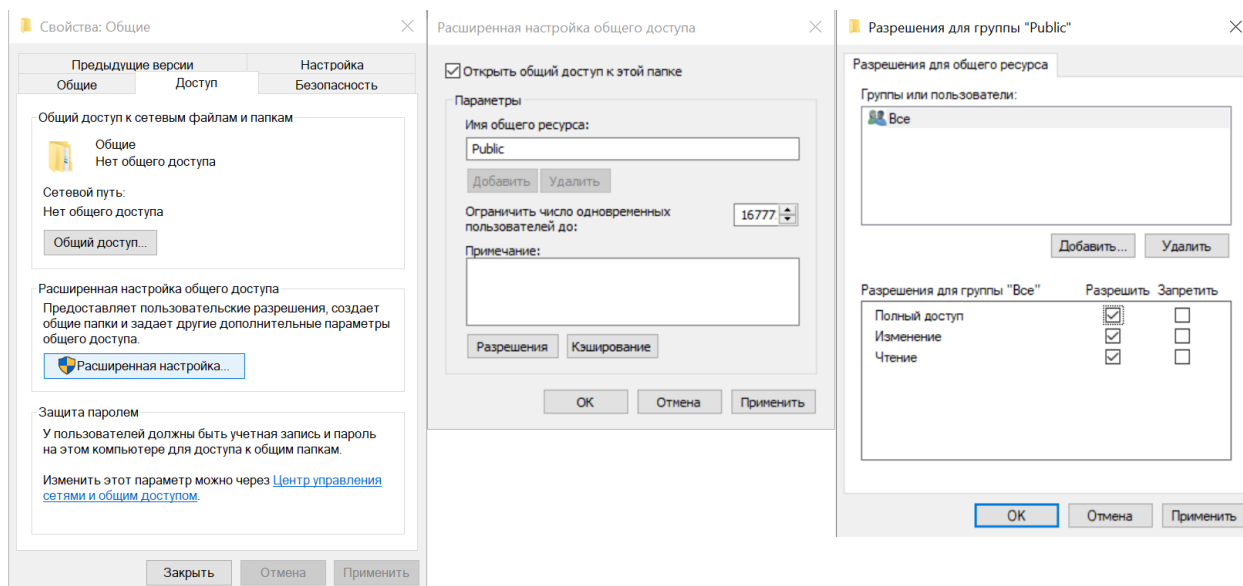 Свойства: Общие
Предыдущие версии
Настройка
Общие
Доступ
Безопасность
Общий доступ к сетевым файлам и папкам
Общие
Нет общего доступа
Сетевой путь:
Нет общего доступа
Общий доступ...
Расширенная настройка общего доступа
Предоставляет пользовательские разрешения, создает
общие папки и задает другие дополнительные параметры
общего доступа.
Расширенная настройка...
Защита паролем
У пользователей должны быть учетная запись и пароль
на этом компьютере для доступа к общим папкам.
Изменить этот параметр можно через Центр управления
сетями и общим доступом.
Закрыть
Отмена
Применить
Расширенная настройка общего доступа
Открыть общий доступ к этой папке
Параметры
Имя общего ресурса:
Public
Добавить
Удалить
Ограничить число одновременных
пользователей до:
16777
Примечание:
Разрешения
Кэширование
ОК
Отмена
Применить
Разрешения для группы "Public"
Разрешения для общего ресурса
Группы или пользователи:
Все
Добавить...
Удалить
Разрешения для группы "Все"
Разрешить
Запретить
Полный доступ
Изменение
Чтение
ОК
Отмена
Применить